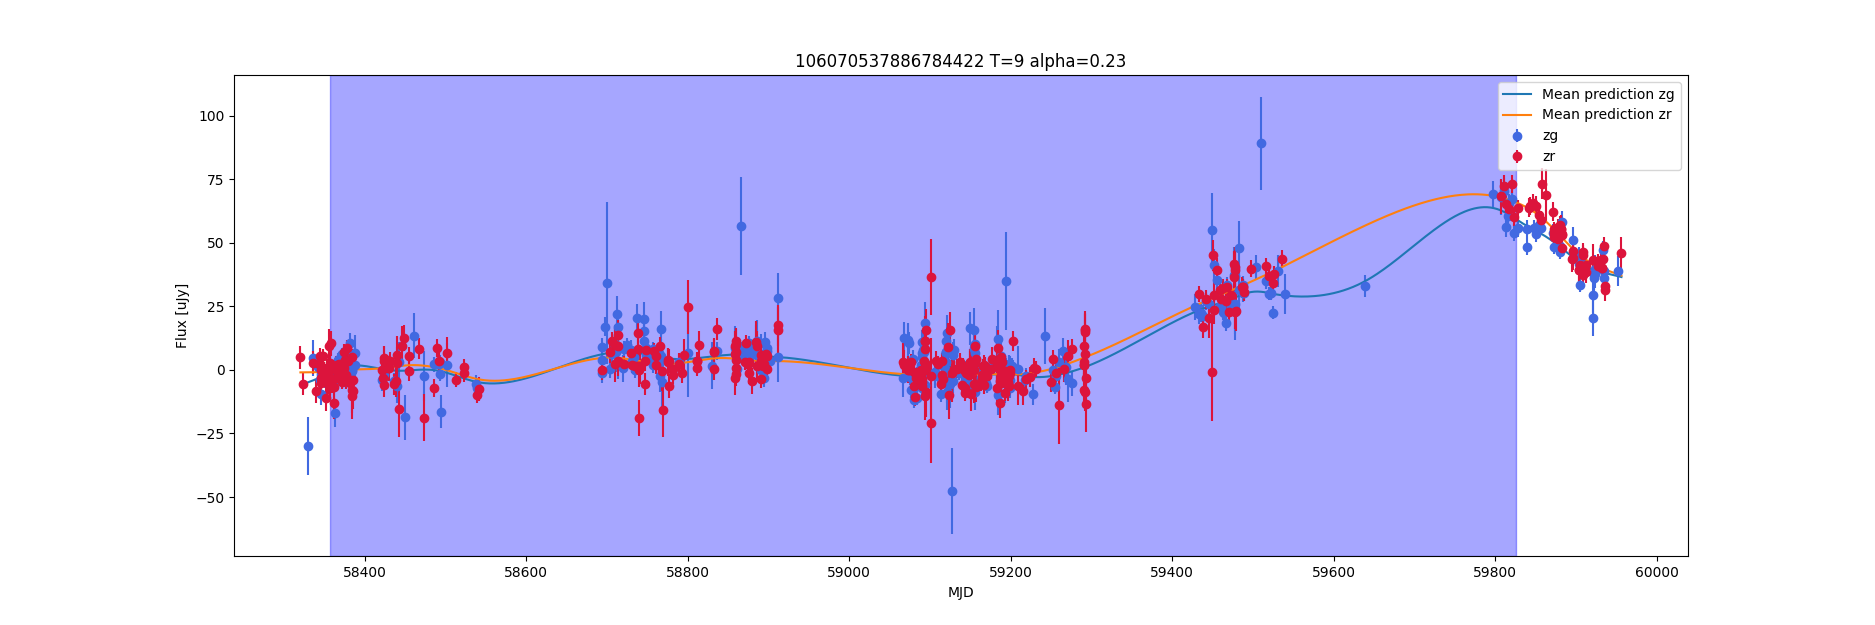 106070537886784422 T=9 alpha=0.23
Mean prediction zg
Mean prediction zr
zg
zr
Flux [uJy]
100
75
50
25
0
−25
−50
58400 58600 58800 59000 59200 59400 59600 59800 60000
MJD